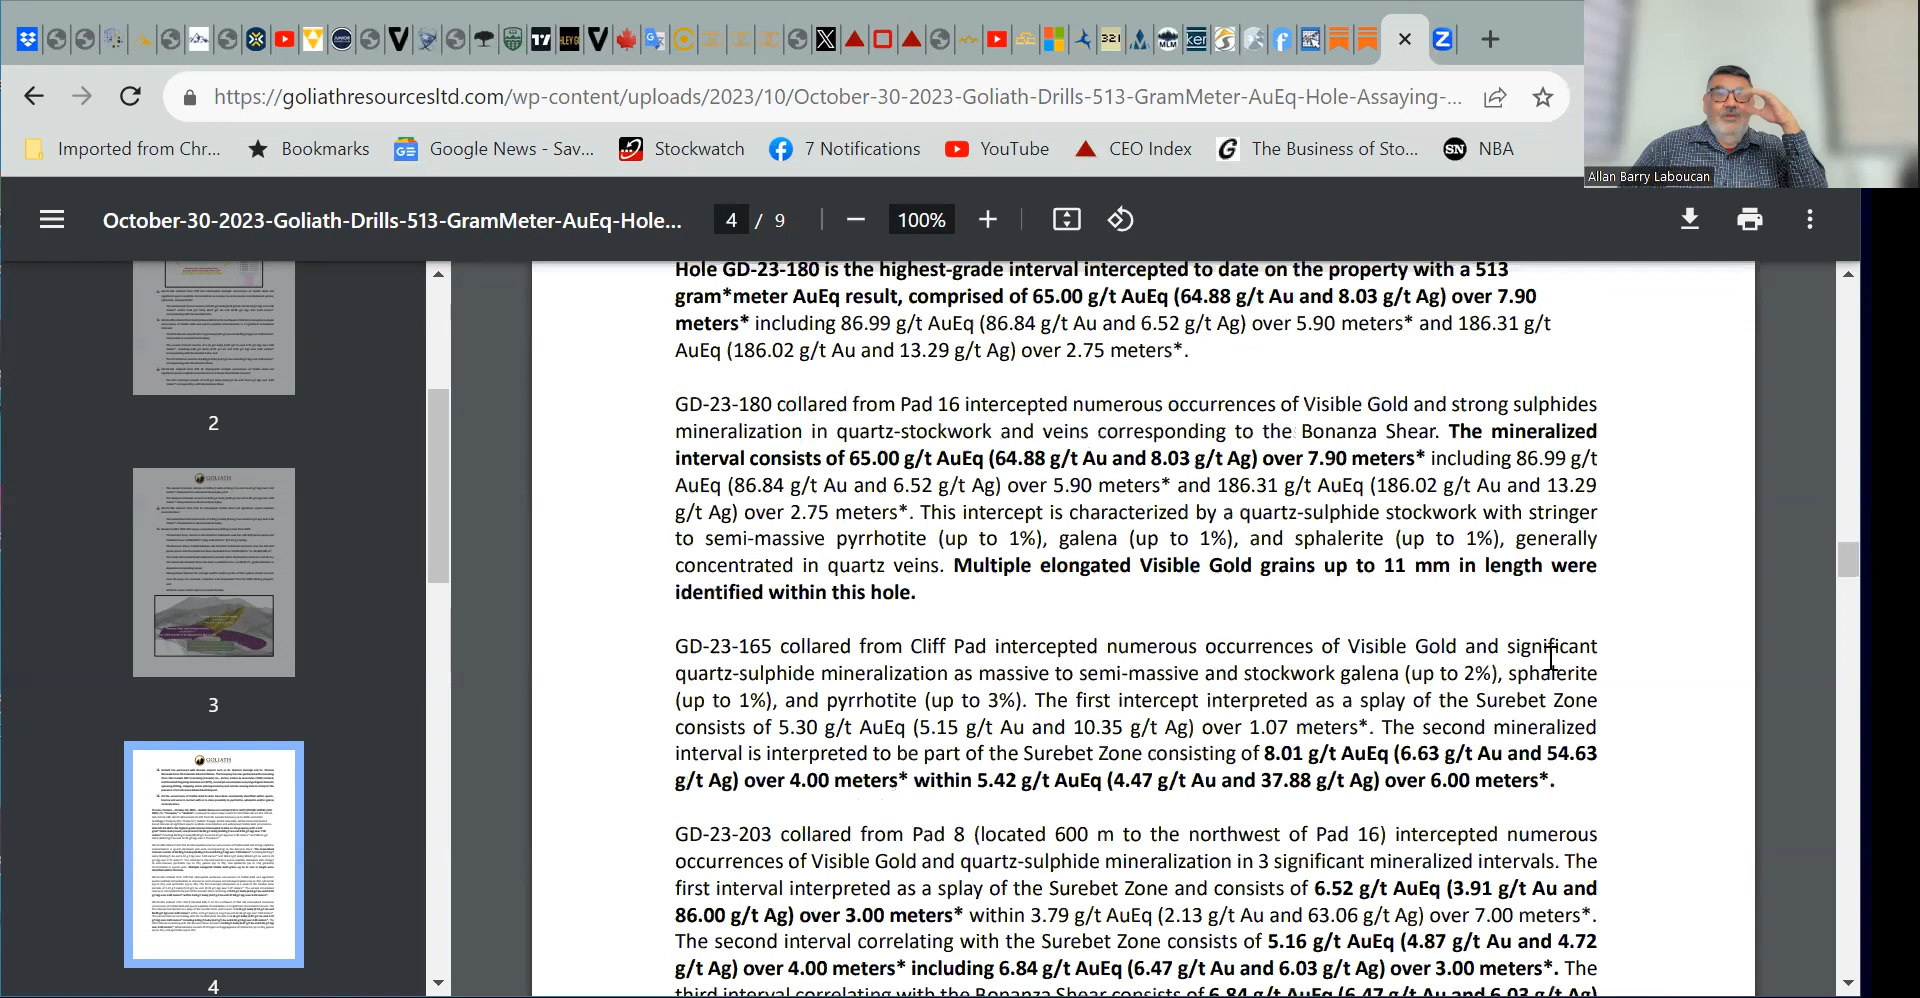 https://goliathresourcesltd.com/wp-content/uploads/2023/10/October-30-2023-Goliath-Drills-513-GramMeter-AuEq-Hole-Assaying-...
Imported from Chr... Bookmarks Google News - Sav... Stockwatch 7 Notifications YouTube CEO Index The Business of Sto... SN NBA
Allan Barry Laboucan
October-30-2023-Goliath-Drills-513-GramMeter-AuEq-Hole... 4 / 9 100%
2
3
4
Hole GD-23-180 is the highest-grade interval intercepted to date on the property with a 513
gram*meter AuEq result, comprised of 65.00 g/t AuEq (64.88 g/t Au and 8.03 g/t Ag) over 7.90
meters* including 86.99 g/t AuEq (86.84 g/t Au and 6.52 g/t Ag) over 5.90 meters* and 186.31 g/t
AuEq (186.02 g/t Au and 13.29 g/t Ag) over 2.75 meters*.
GD-23-180 collared from Pad 16 intercepted numerous occurrences of Visible Gold and strong sulphides
mineralization in quartz-stockwork and veins corresponding to the Bonanza Shear. The mineralized
interval consists of 65.00 g/t AuEq (64.88 g/t Au and 8.03 g/t Ag) over 7.90 meters* including 86.99 g/t
AuEq (86.84 g/t Au and 6.52 g/t Ag) over 5.90 meters* and 186.31 g/t AuEq (186.02 g/t Au and 13.29
g/t Ag) over 2.75 meters*. This intercept is characterized by a quartz-sulphide stockwork with stringer
to semi-massive pyrrhotite (up to 1%), galena (up to 1%), and sphalerite (up to 1%), generally
concentrated in quartz veins. Multiple elongated Visible Gold grains up to 11 mm in length were
identified within this hole.
GD-23-165 collared from Cliff Pad intercepted numerous occurrences of Visible Gold and significant
quartz-sulphide mineralization as massive to semi-massive and stockwork galena (up to 2%), sphalerite
(up to 1%), and pyrrhotite (up to 3%). The first intercept interpreted as a splay of the Surebet Zone
consists of 5.30 g/t AuEq (5.15 g/t Au and 10.35 g/t Ag) over 1.07 meters*. The second mineralized
interval is interpreted to be part of the Surebet Zone consisting of 8.01 g/t AuEq (6.63 g/t Au and 54.63
g/t Ag) over 4.00 meters* within 5.42 g/t AuEq (4.47 g/t Au and 37.88 g/t Ag) over 6.00 meters*.
GD-23-203 collared from Pad 8 (located 600 m to the northwest of Pad 16) intercepted numerous
occurrences of Visible Gold and quartz-sulphide mineralization in 3 significant mineralized intervals. The
first interval interpreted as a splay of the Surebet Zone and consists of 6.52 g/t AuEq (3.91 g/t Au and
86.00 g/t Ag) over 3.00 meters* within 3.79 g/t AuEq (2.13 g/t Au and 63.06 g/t Ag) over 7.00 meters*.
The second interval correlating with the Surebet Zone consists of 5.16 g/t AuEq (4.87 g/t Au and 4.72
g/t Ag) over 4.00 meters* including 6.84 g/t AuEq (6.47 g/t Au and 6.03 g/t Ag) over 3.00 meters*. The
third interval correlating with the Bonanza Shear consists of 6.84 g/t AuEq (6.47 g/t Au and 6.03 g/t Ag)